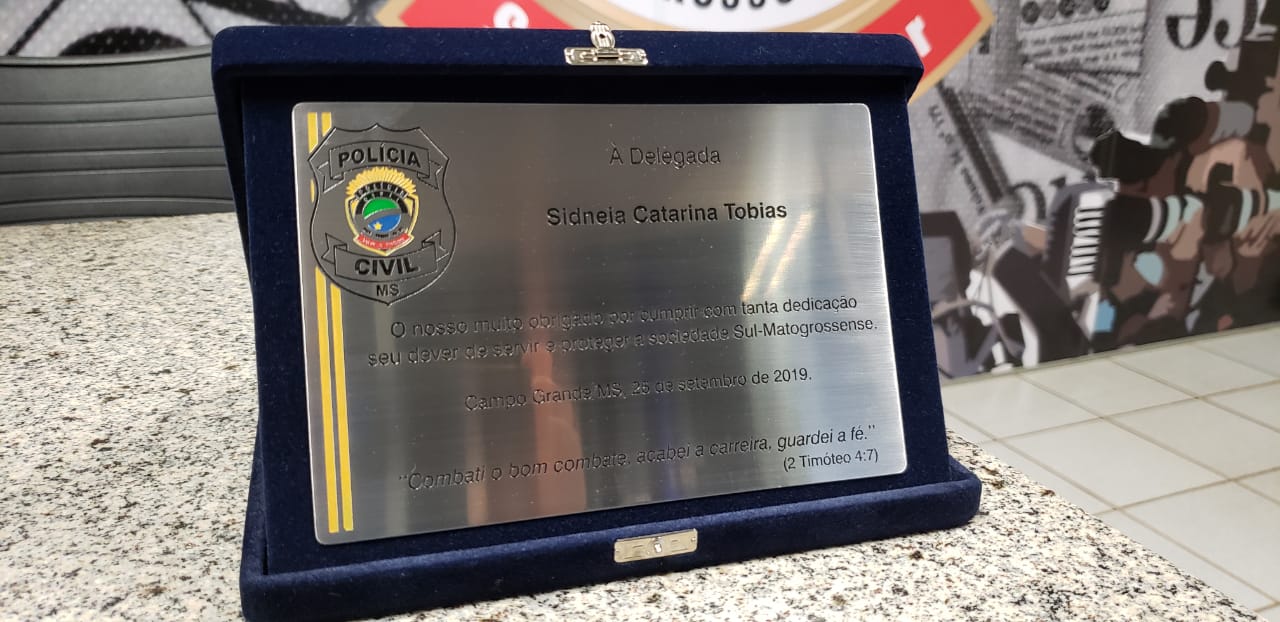 POLÍCIA
CIVIL
MS
À Delegada
Sidneia Catarina Tobias
O nosso muito obrigado por cumprir com tanta dedicação
seu dever de servir e proteger a sociedade Sul-Matogrossense.
Campo Grande/MS, 25 de setembro de 2019.
"Combati o bom combate, acabei a carreira, guardei a fé."
(2 Timóteo 4:7)